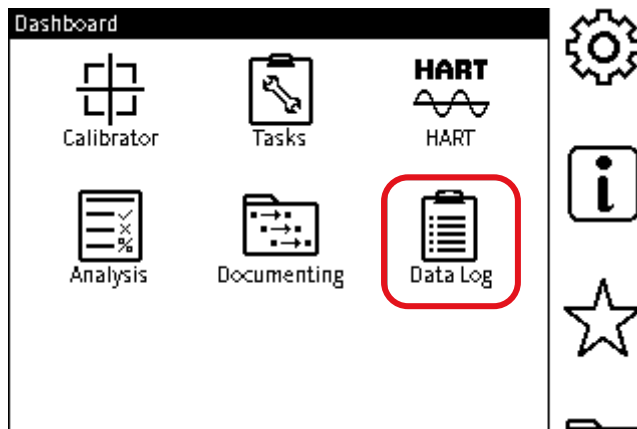 Dashboard
HART
Calibrator
Tasks
HART
Analysis
Documenting
Data Log